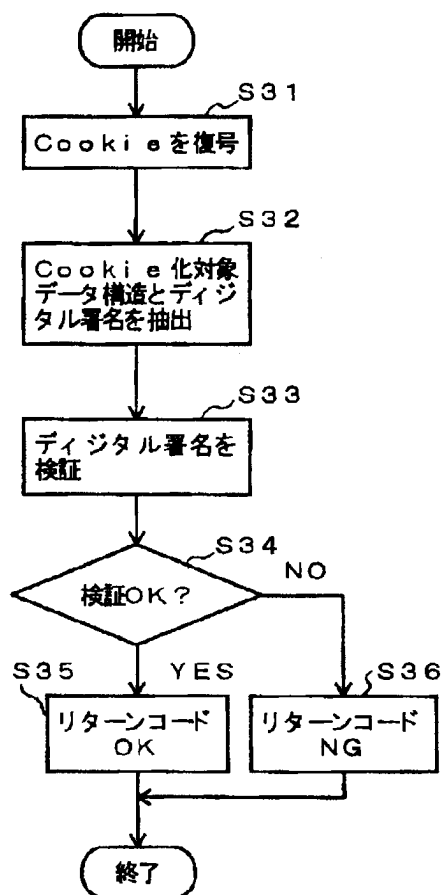 開始
S31
Cookieを復号
S32
Cookie化対象
データ構造とディジ
タル署名を抽出
S33
ディジタル署名を
検証
S34
検証OK?
NO
S35
YES
S36
リターンコード
OK
リターンコード
NG
終了